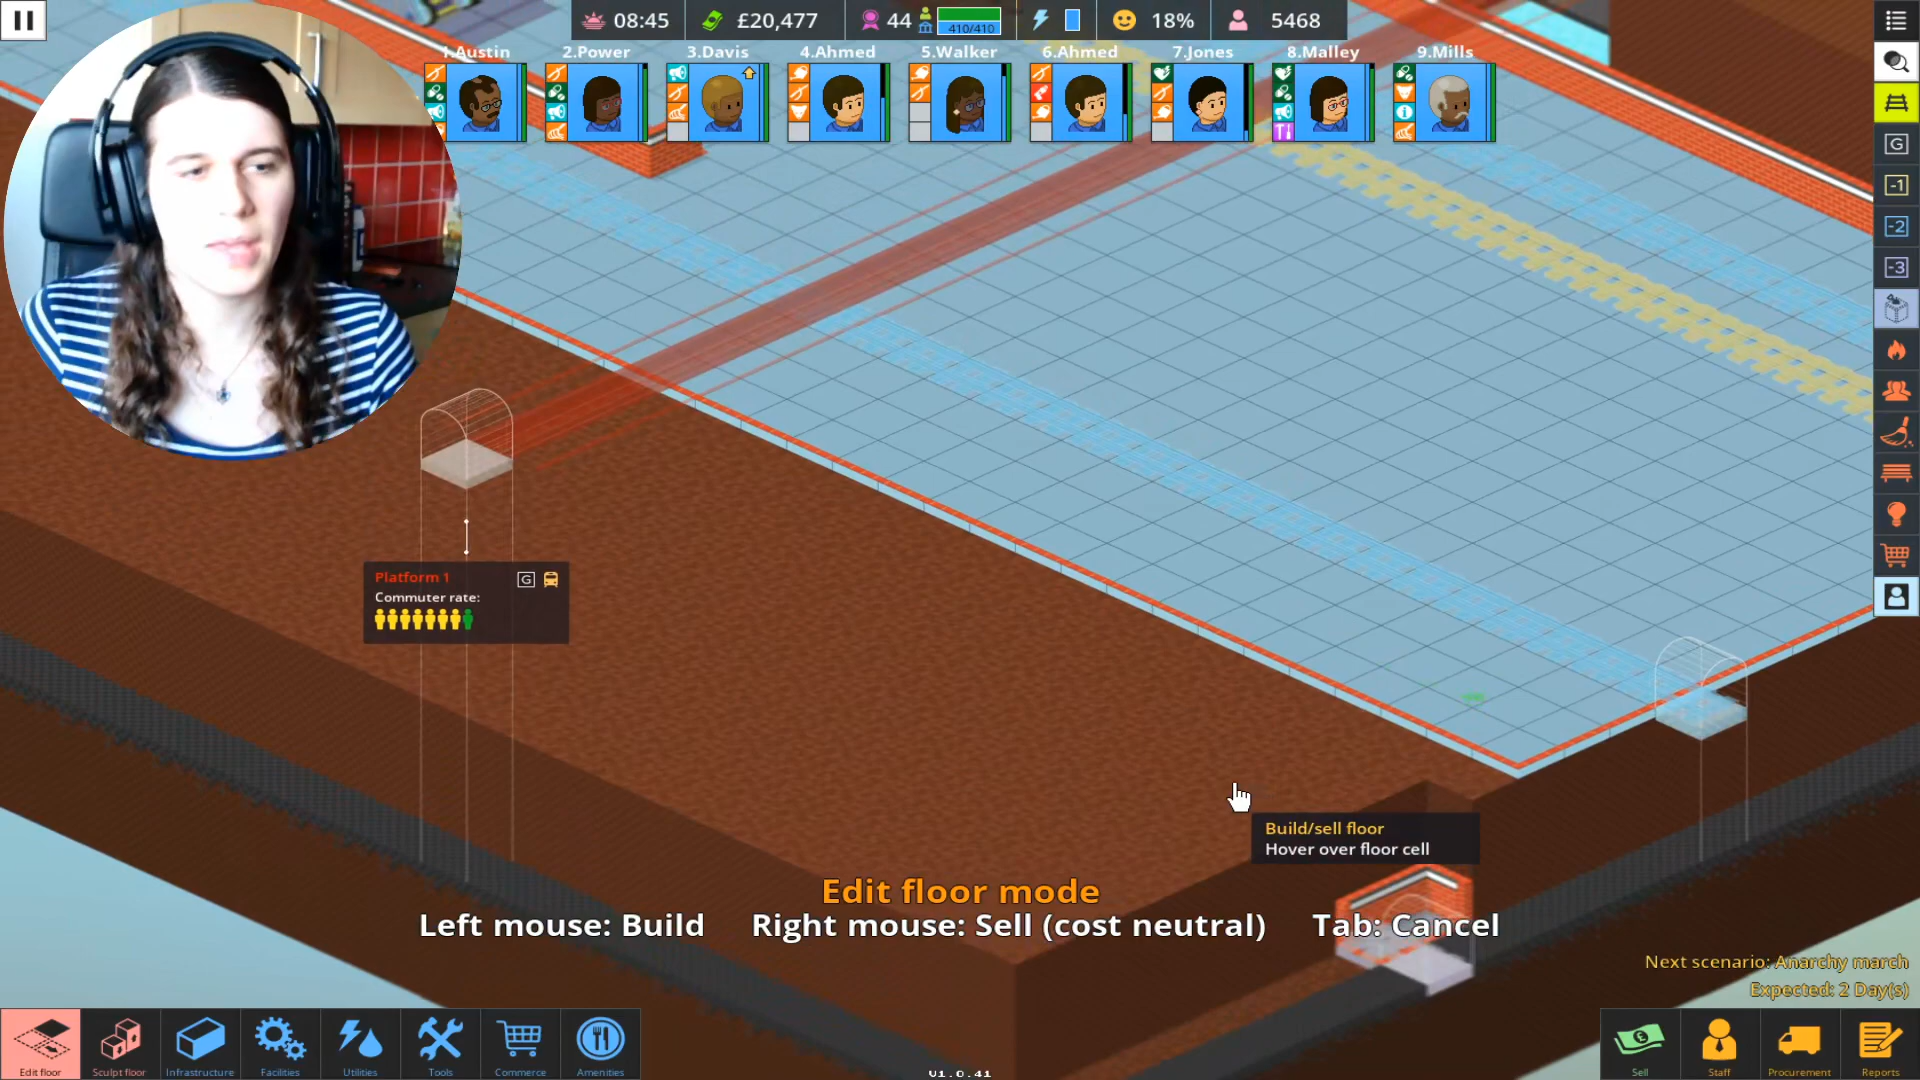 08:45
£20,477
44
410/410
18%
5468
1.Austin
2.Power
3.Davis
4.Ahmed
5.Walker
6.Ahmed
7.Jones
8.Malley
9.Mills
G
-1
-2
-3
Platform 1
G
Commuter rate:
Build/sell floor
Hover over floor cell
Edit floor mode
Left mouse: Build Right mouse: Sell (cost neutral) Tab: Cancel
Next scenario: Anarchy march
Expected: 2 Day(s)
Edit floor
Sculpt floor
Infrastructure
Facilities
Utilities
Tools
Commerce
Amenities
Sell
Staff
Procurement
Reports